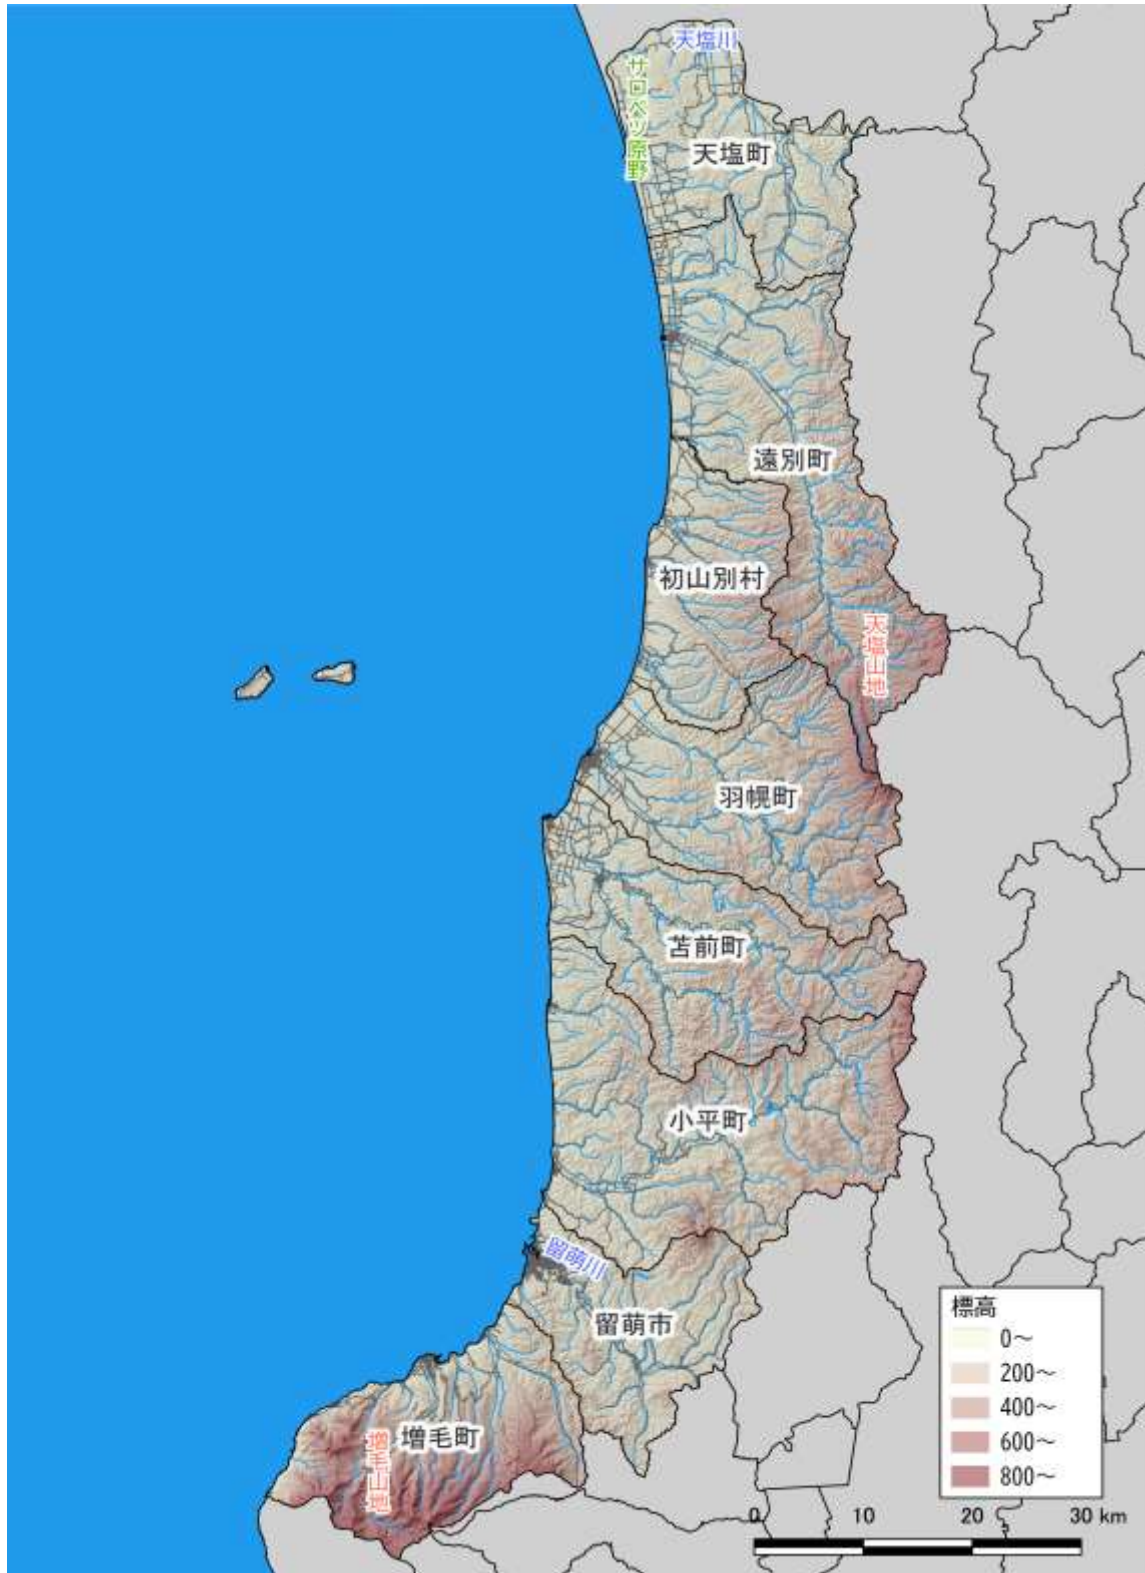 天塩川
サロベツ原野
天塩町
遠別町
初山別村
天塩山地
羽幌町
苫前町
小平町
留萌川
留萌市
増毛町
増毛山地
標高
0～
200～
400～
600～
800～
0 10 20 30 km